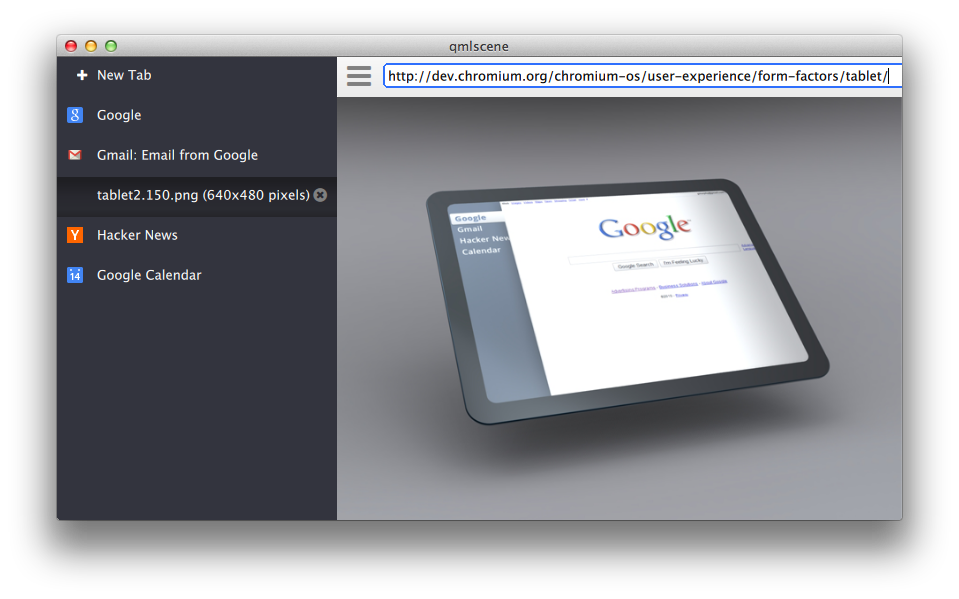 qmlscene
New Tab
http://dev.chromium.org/chromium-os/user-experience/form-factors/tablet/
Google
Gmail: Email from Google
tablet2.150.png (640x480 pixels)
Hacker News
14
Google Calendar
Google
Gmail
Hacker New
Calendar
Google
Google Search
I'm Feeling Lucky